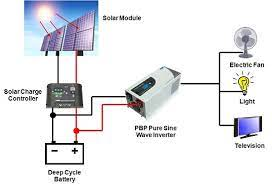 Solar Module
Solar Charge
Controller
PBP Pure Sine
Wave Inverter
Electric Fan
Light
Television
Deep Cycle
Battery